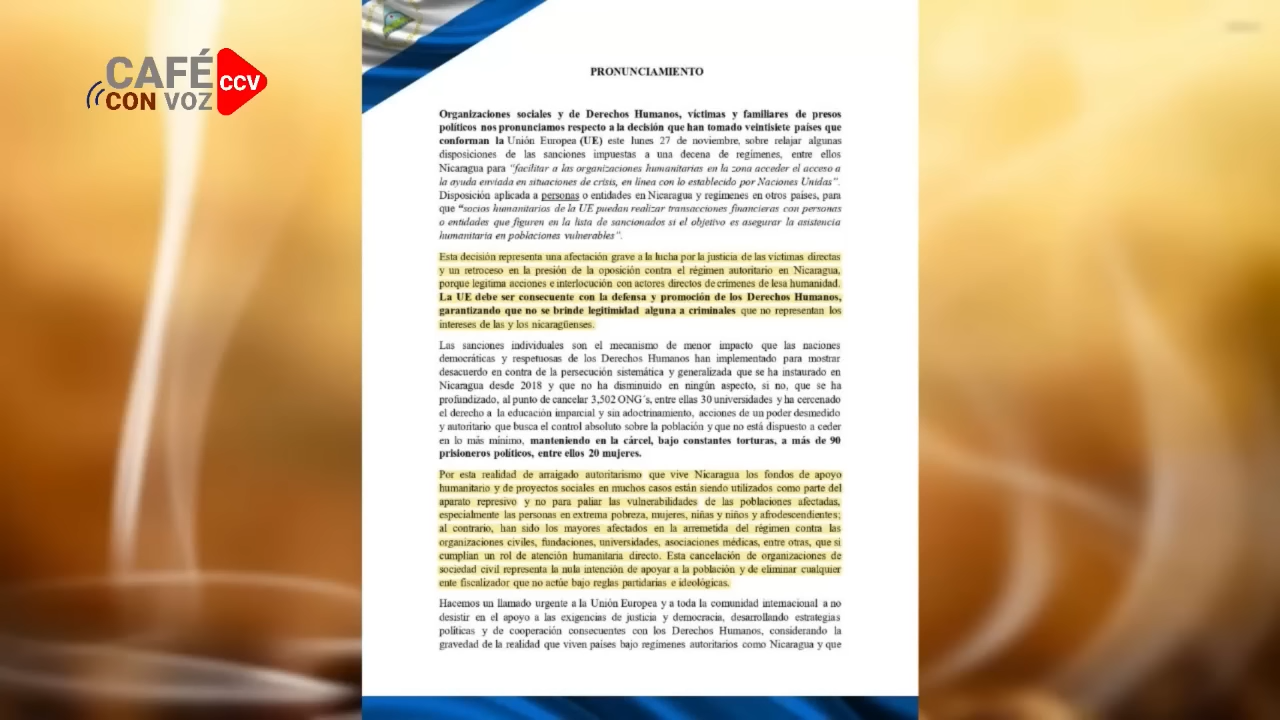 CAFÉ
CON VOZ
CCV
PRONUNCIAMIENTO
Organizaciones sociales y de Derechos Humanos, víctimas y familiares de presos
políticos nos pronunciamos respecto a la decisión que han tomado veintisiete países que
conforman la Unión Europea (UE) este lunes 27 de noviembre, sobre relajar algunas
disposiciones de las sanciones impuestas a una decena de regímenes, entre ellos
Nicaragua para “facilitar a las organizaciones humanitarias en la zona acceder el acceso a
la ayuda enviada en situaciones de crisis, en línea con lo establecido por Naciones Unidas”.
Disposición aplicada a personas o entidades en Nicaragua y regimenes en otros países, para
que “socios humanitarios de la UE puedan realizar transacciones financieras con personas
o entidades que figuren en la lista de sancionados si el objetivo es asegurar la asistencia
humanitaria en poblaciones vulnerables”.
Esta decisión representa una afectación grave a la lucha por la justicia de las víctimas directas
y un retroceso en la presión de la oposición contra el régimen autoritario en Nicaragua,
porque legitima acciones e interlocución con actores directos de crímenes de lesa humanidad.
La UE debe ser consecuente con la defensa y promoción de los Derechos Humanos,
garantizando que no se brinde legitimidad alguna a criminales que no representan los
intereses de las y los nicaragüenses.
Las sanciones individuales son el mecanismo de menor impacto que las naciones
democráticas y respetuosas de los Derechos Humanos han implementado para mostrar
desacuerdo en contra de la persecución sistemática y generalizada que se ha instaurado en
Nicaragua desde 2018 y que no ha disminuido en ningún aspecto, si no, que se ha
profundizado, al punto de cancelar 3,502 ONG´s, entre ellas 30 universidades y ha cercenado
el derecho a la educación imparcial y sin adoctrinamiento, acciones de un poder desmedido
y autoritario que busca el control absoluto sobre la población y que no está dispuesto a ceder
en lo más mínimo, manteniendo en la cárcel, bajo constantes torturas, a más de 90
prisioneros políticos, entre ellos 20 mujeres.
Por esta realidad de arraigado autoritarismo que vive Nicaragua los fondos de apoyo
humanitario y de proyectos sociales en muchos casos están siendo utilizados como parte del
aparato represivo y no para paliar las vulnerabilidades de las poblaciones afectadas,
especialmente las personas en extrema pobreza, mujeres, niñas y niños y afrodescendientes;
al contrario, han sido los mayores afectados en la arremetida del régimen contra las
organizaciones civiles, fundaciones, universidades, asociaciones médicas, entre otras, que si
cumplían un rol de atención humanitaria directo. Esta cancelación de organizaciones de
sociedad civil representa la nula intención de apoyar a la población y de eliminar cualquier
ente fiscalizador que no actúe bajo reglas partidarias e ideológicas.
Hacemos un llamado urgente a la Unión Europea y a toda la comunidad internacional a no
desistir en el apoyo a las exigencias de justicia y democracia, desarrollando estrategias
políticas y de cooperación consecuentes con los Derechos Humanos, considerando la
gravedad de la realidad que viven países bajo regímenes autoritarios como Nicaragua y que